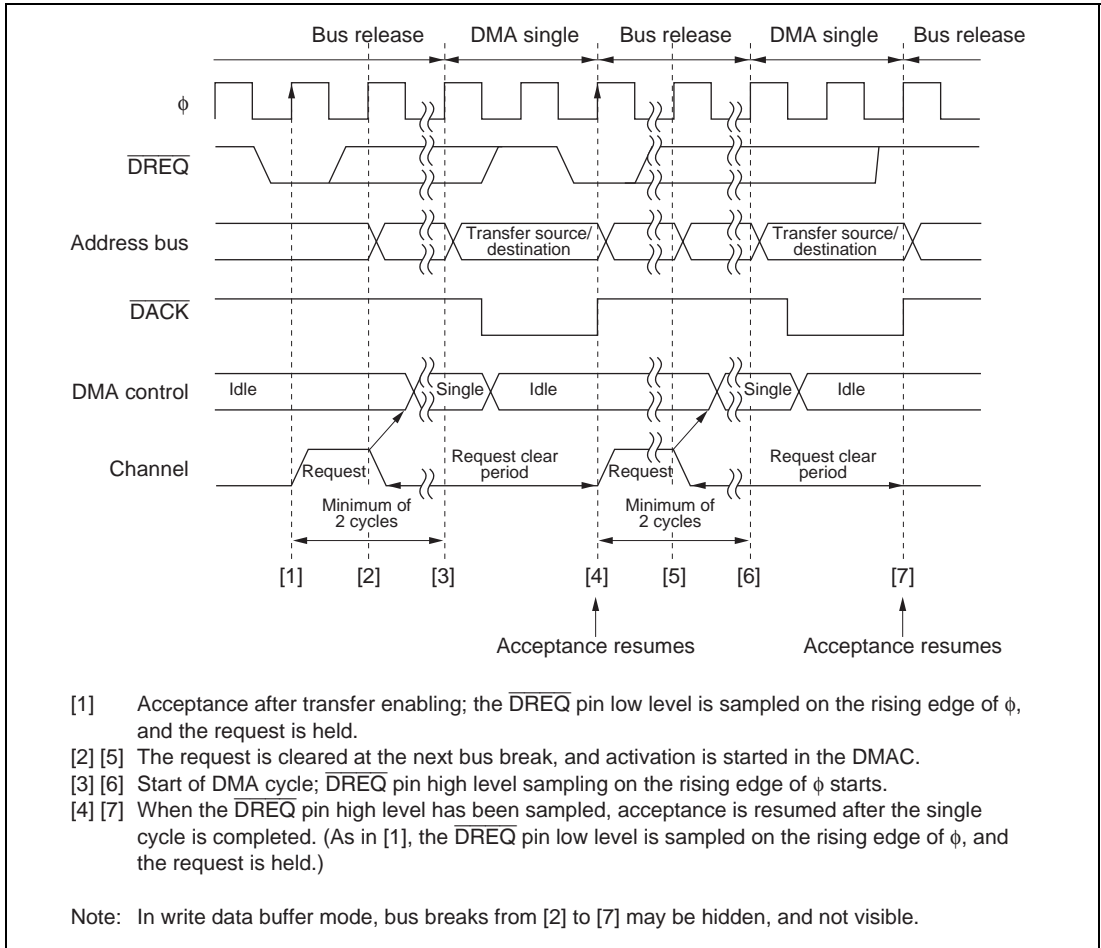 Bus release DMA single Bus release DMA single Bus release
φ
DREQ
Address bus Transfer source/ destination Transfer source/ destination
DACK
DMA control Idle Single Idle Single Idle
Channel Request Request clear period Request Request clear period
Minimum of 2 cycles Minimum of 2 cycles
[1] [2] [3] [4] [5] [6] [7]
Acceptance resumes Acceptance resumes
[1] Acceptance after transfer enabling; the DREQ pin low level is sampled on the rising edge of φ,
and the request is held.
[2] [5] The request is cleared at the next bus break, and activation is started in the DMAC.
[3] [6] Start of DMA cycle; DREQ pin high level sampling on the rising edge of φ starts.
[4] [7] When the DREQ pin high level has been sampled, acceptance is resumed after the single
cycle is completed. (As in [1], the DREQ pin low level is sampled on the rising edge of φ, and
the request is held.)
Note: In write data buffer mode, bus breaks from [2] to [7] may be hidden, and not visible.